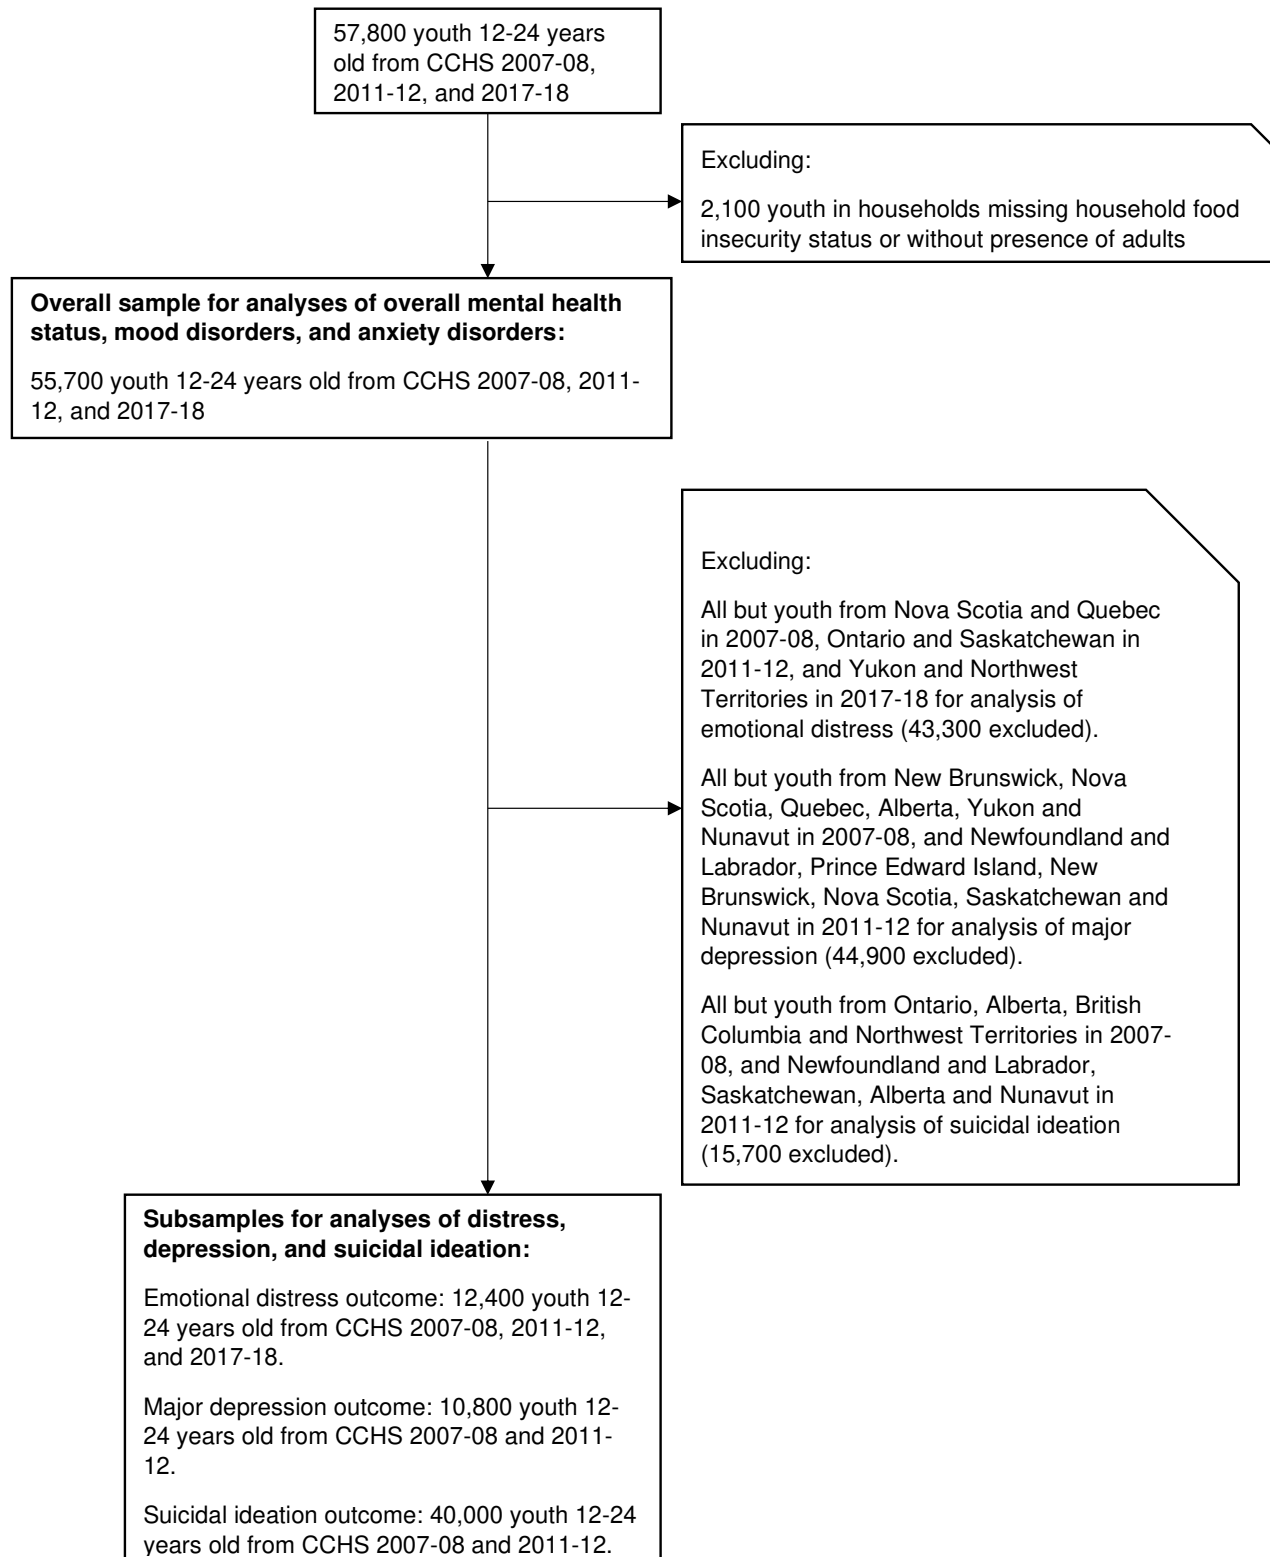 57,800 youth 12-24 years
old from CCHS 2007-08,
2011-12, and 2017-18
Excluding:
2,100 youth in households missing household food
insecurity status or without presence of adults
Overall sample for analyses of overall mental health
status, mood disorders, and anxiety disorders:
55,700 youth 12-24 years old from CCHS 2007-08, 2011-
12, and 2017-18
Excluding:
All but youth from Nova Scotia and Quebec
in 2007-08, Ontario and Saskatchewan in
2011-12, and Yukon and Northwest
Territories in 2017-18 for analysis of
emotional distress (43,300 excluded).
All but youth from New Brunswick, Nova
Scotia, Quebec, Alberta, Yukon and
Nunavut in 2007-08, and Newfoundland and
Labrador, Prince Edward Island, New
Brunswick, Nova Scotia, Saskatchewan and
Nunavut in 2011-12 for analysis of major
depression (44,900 excluded).
All but youth from Ontario, Alberta, British
Columbia and Northwest Territories in 2007-
08, and Newfoundland and Labrador,
Saskatchewan, Alberta and Nunavut in
2011-12 for analysis of suicidal ideation
(15,700 excluded).
Subsamples for analyses of distress,
depression, and suicidal ideation:
Emotional distress outcome: 12,400 youth 12-
24 years old from CCHS 2007-08, 2011-12,
and 2017-18.
Major depression outcome: 10,800 youth 12-
24 years old from CCHS 2007-08 and 2011-
12.
Suicidal ideation outcome: 40,000 youth 12-24
years old from CCHS 2007-08 and 2011-12.